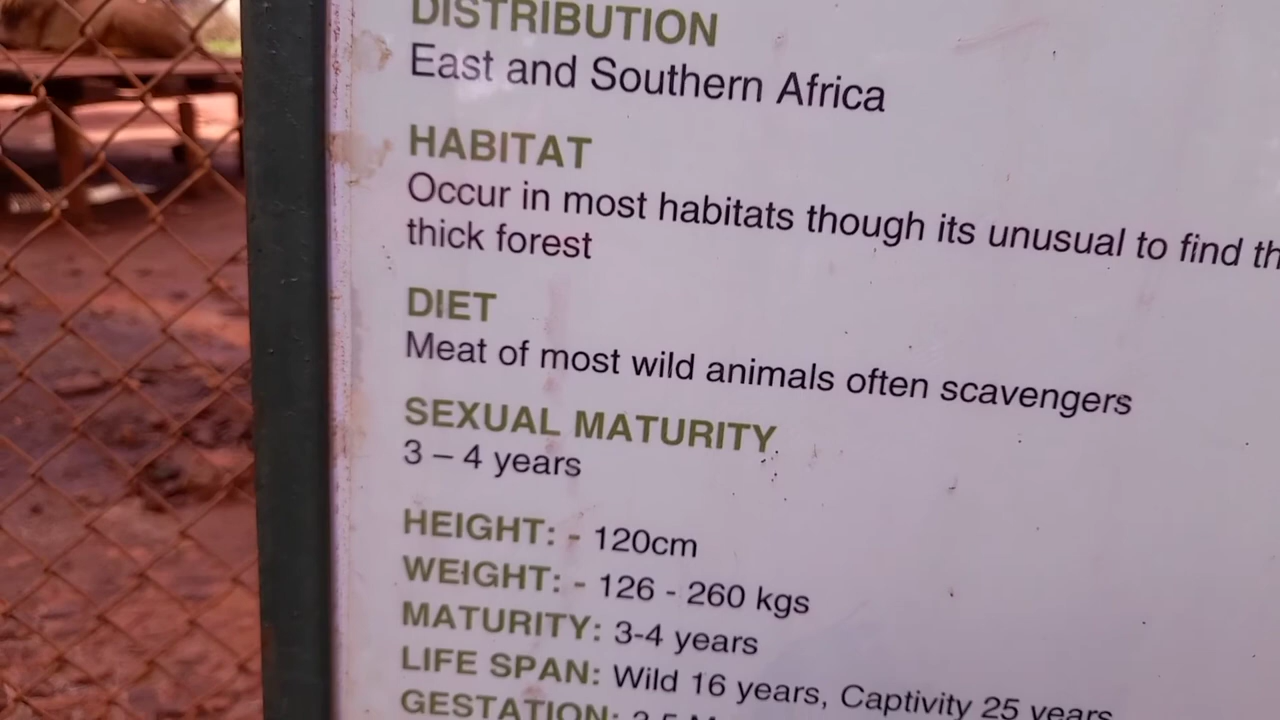 DISTRIBUTION
East and Southern Africa
HABITAT
Occur in most habitats though its unusual to find
thick forest
DIET
Meat of most wild animals often scavengers
SEXUAL MATURITY
3 – 4 years
HEIGHT: - 120cm
WEIGHT: - 126 - 260 kgs
MATURITY: 3-4 years
LIFE SPAN: Wild 16 years, Captivity 25 years
GESTATION: